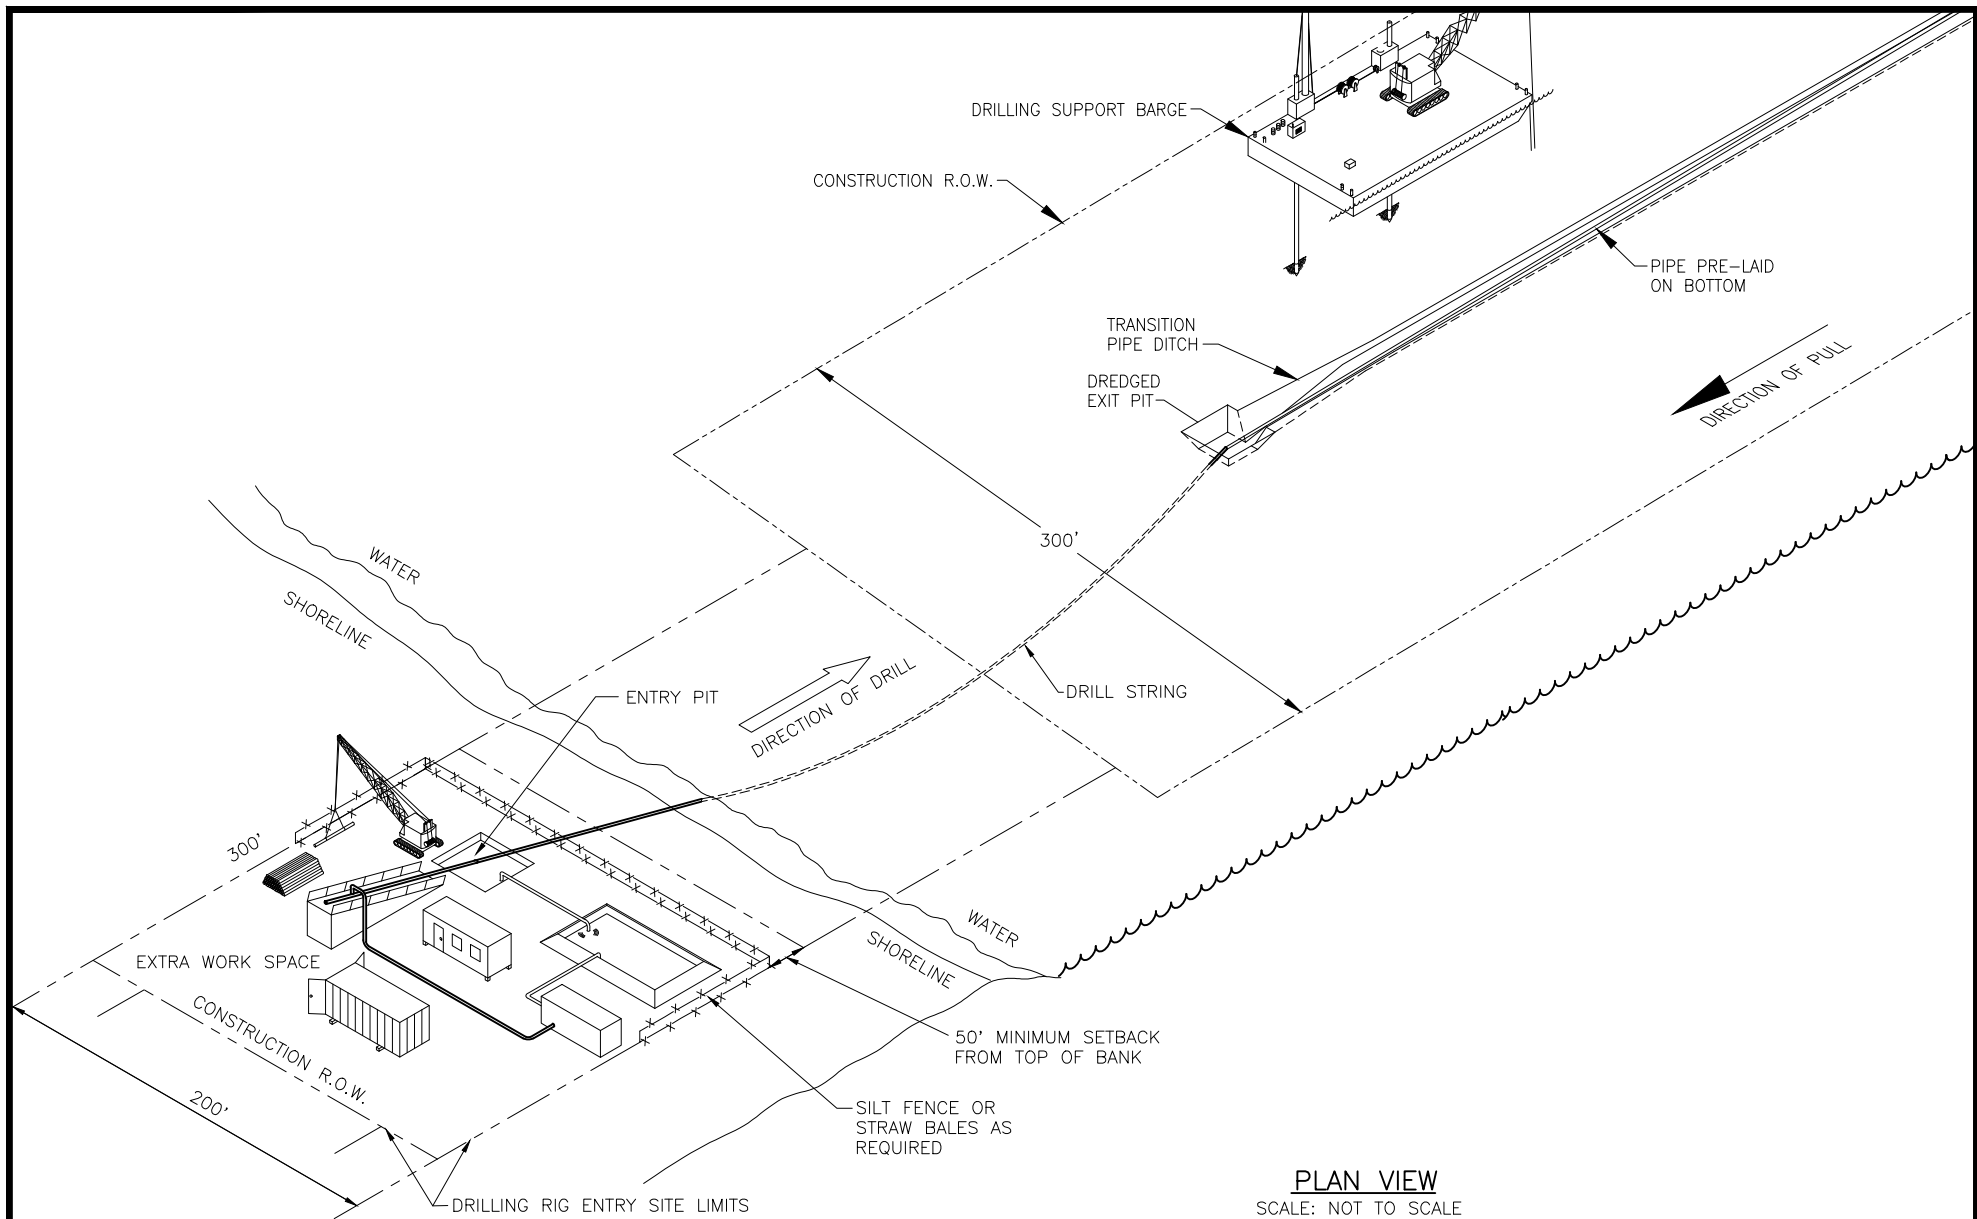 DRILLING SUPPORT BARGE
CONSTRUCTION R.O.W.
PIPE PRE-LAID
ON BOTTOM
TRANSITION
PIPE DITCH
DREDGED
EXIT PIT
DIRECTION OF PULL
300'
WATER
SHORELINE
ENTRY PIT
DIRECTION OF DRILL
DRILL STRING
300'
EXTRA WORK SPACE
CONSTRUCTION R.O.W.
200'
WATER
SHORELINE
50' MINIMUM SETBACK
FROM TOP OF BANK
SILT FENCE OR
STRAW BALES AS
REQUIRED
DRILLING RIG ENTRY SITE LIMITS
PLAN VIEW
SCALE: NOT TO SCALE